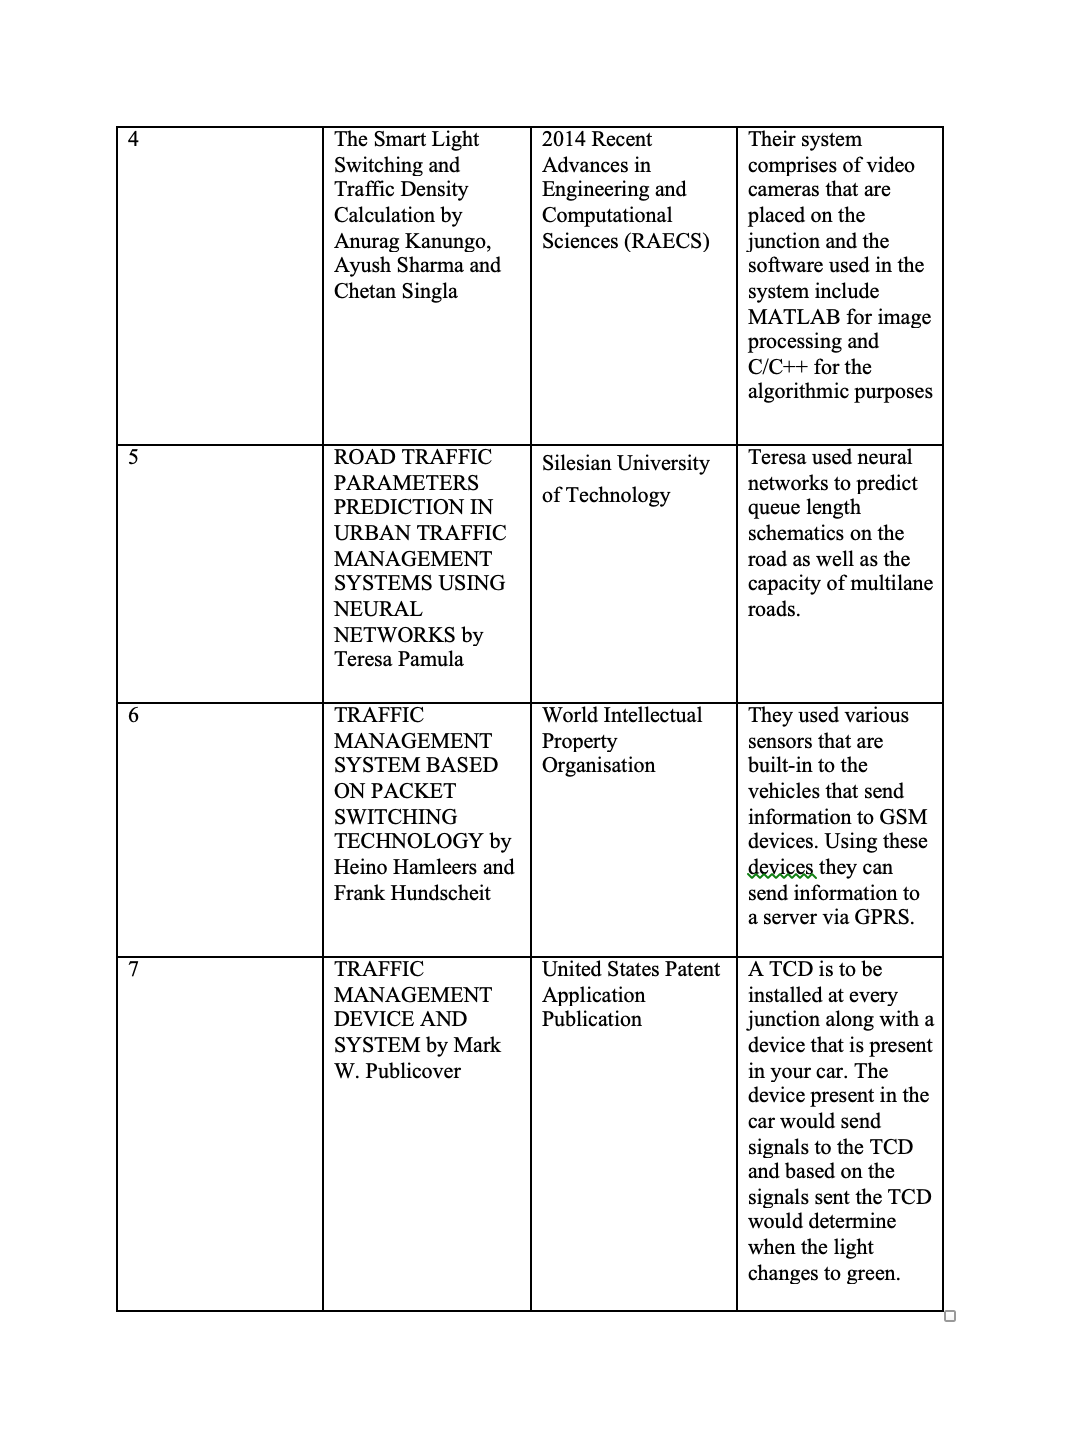 4
The Smart Light
Switching and
Traffic Density
Calculation by
Anurag Kanungo,
Ayush Sharma and
Chetan Singla
2014 Recent
Advances in
Engineering and
Computational
Sciences (RAECS)
Their system
comprises of video
cameras that are
placed on the
junction and the
software used in the
system include
MATLAB for image
processing and
C/C++ for the
algorithmic purposes
5
ROAD TRAFFIC
PARAMETERS
PREDICTION IN
URBAN TRAFFIC
MANAGEMENT
SYSTEMS USING
NEURAL
NETWORKS by
Teresa Pamula
Silesian University
of Technology
Teresa used neural
networks to predict
queue length
schematics on the
road as well as the
capacity of multilane
roads.
6
TRAFFIC
MANAGEMENT
SYSTEM BASED
ON PACKET
SWITCHING
TECHNOLOGY by
Heino Hamleers and
Frank Hundscheit
World Intellectual
Property
Organisation
They used various
sensors that are
built-in to the
vehicles that send
information to GSM
devices. Using these
devices they can
send information to
a server via GPRS.
7
TRAFFIC
MANAGEMENT
DEVICE AND
SYSTEM by Mark
W. Publicover
United States Patent
Application
Publication
A TCD is to be
installed at every
junction along with a
device that is present
in your car. The
device present in the
car would send
signals to the TCD
and based on the
signals sent the TCD
would determine
when the light
changes to green.